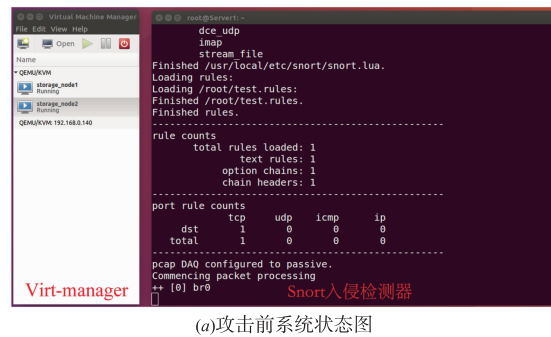 Virtual Machine Manager
File Edit View Help
Open
Name
QEMU/KVM
storage_node1
Running
storage_node2
Running
QEMU/KVM: 192.168.0.140
Virt-manager
root@Server1: ~
dce_udp
imap
stream_file
Finished /usr/local/etc/snort/snort.lua.
Loading rules:
Loading /root/test.rules:
Finished /root/test.rules.
Finished rules.
--------------------------------------------------
rule counts
total rules loaded: 1
text rules: 1
option chains: 1
chain headers: 1
--------------------------------------------------
port rule counts
tcp udp icmp ip
dst 1 0 0 0
total 1 0 0 0
--------------------------------------------------
pcap DAQ configured to passive.
Commencing packet processing
++ [0] br0
Snort入侵检测器
(a)攻击前系统状态图